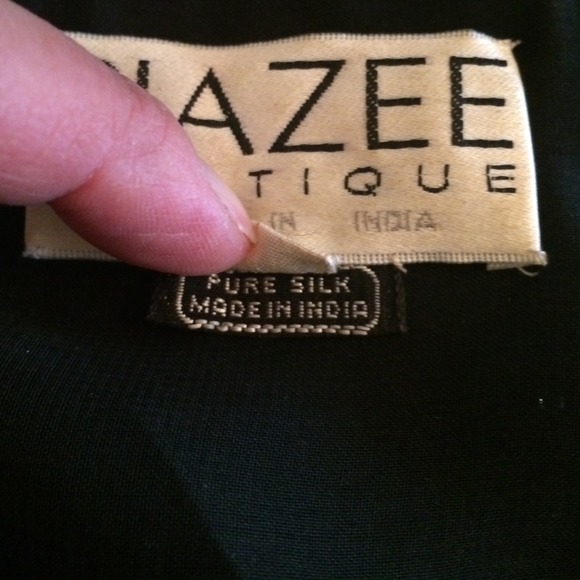 AZEE
TIQUE
IN INDIA
PURE SILK
MADE IN INDIA